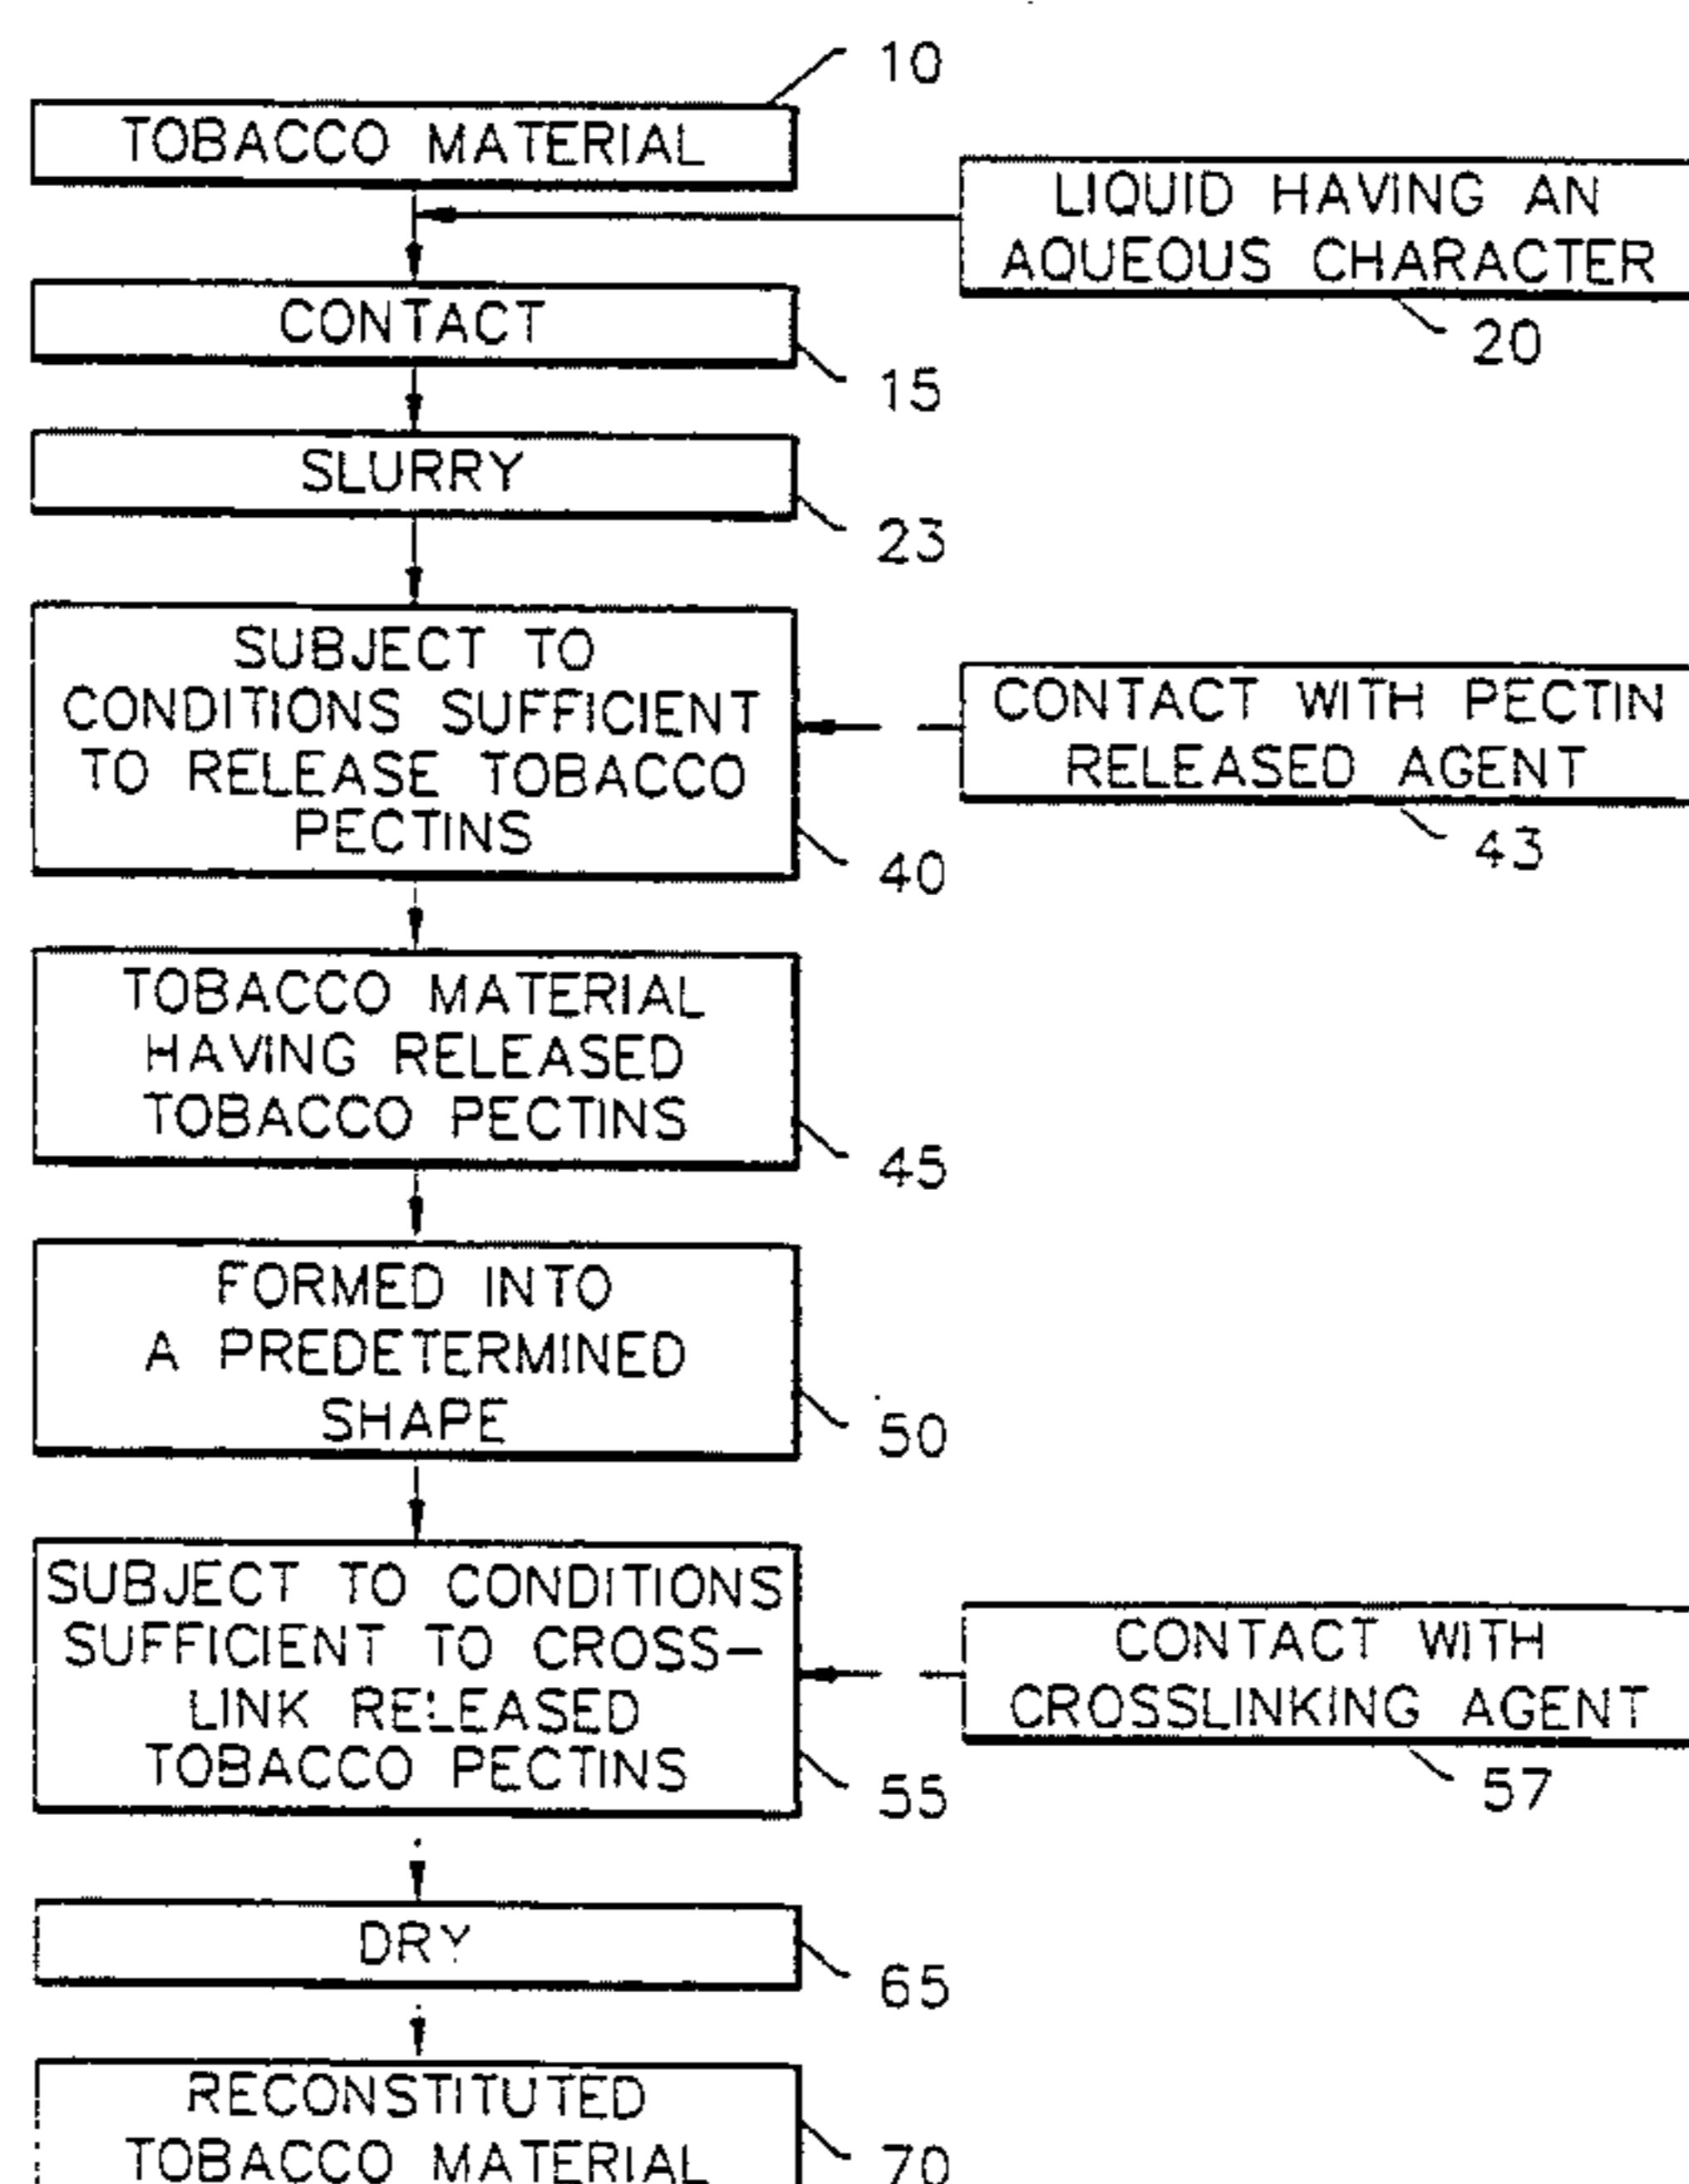 10
TOBACCO MATERIAL
LIQUID HAVING AN
AQUEOUS CHARACTER
20
CONTACT
15
SLURRY
23
SUBJECT TO
CONDITIONS SUFFICIENT
TO RELEASE TOBACCO
PECTINS
40
CONTACT WITH PECTIN
RELEASED AGENT
43
TOBACCO MATERIAL
HAVING RELEASED
TOBACCO PECTINS
45
FORMED INTO
A PREDETERMINED
SHAPE
50
SUBJECT TO CONDITIONS
SUFFICIENT TO CROSS-
LINK RELEASED
TOBACCO PECTINS
55
CONTACT WITH
CROSSLINKING AGENT
57
DRY
65
RECONSTITUTED
TOBACCO MATERIAL
70